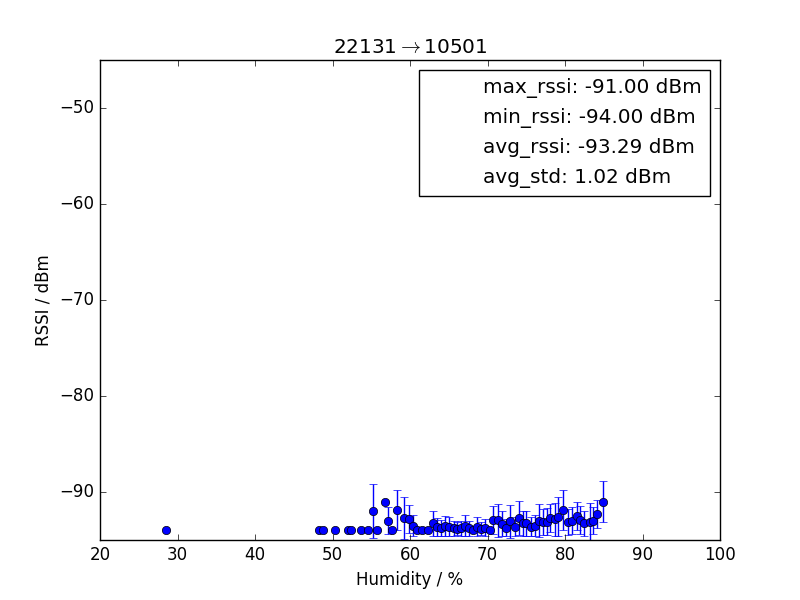 22131→10501
max_rssi: -91.00 dBm
min_rssi: -94.00 dBm
avg_rssi: -93.29 dBm
avg_std: 1.02 dBm
RSSI / dBm
−50
−60
−70
−80
−90
20 30 40 50 60 70 80 90 100
Humidity / %